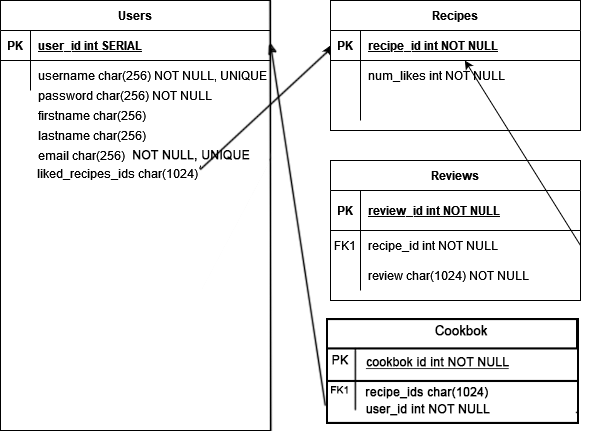 Users
PK user_id int SERIAL
username char(256) NOT NULL, UNIQUE
password char(256) NOT NULL
firstname char(256)
lastname char(256)
email char(256) NOT NULL, UNIQUE
liked_recipes_ids char(1024)
Recipes
PK recipe_id int NOT NULL
num_likes int NOT NULL
Reviews
PK review_id int NOT NULL
FK1 recipe_id int NOT NULL
review char(1024) NOT NULL
Cookbok
PK cookbok id int NOT NULL
FK1 recipe_ids char(1024)
user_id int NOT NULL